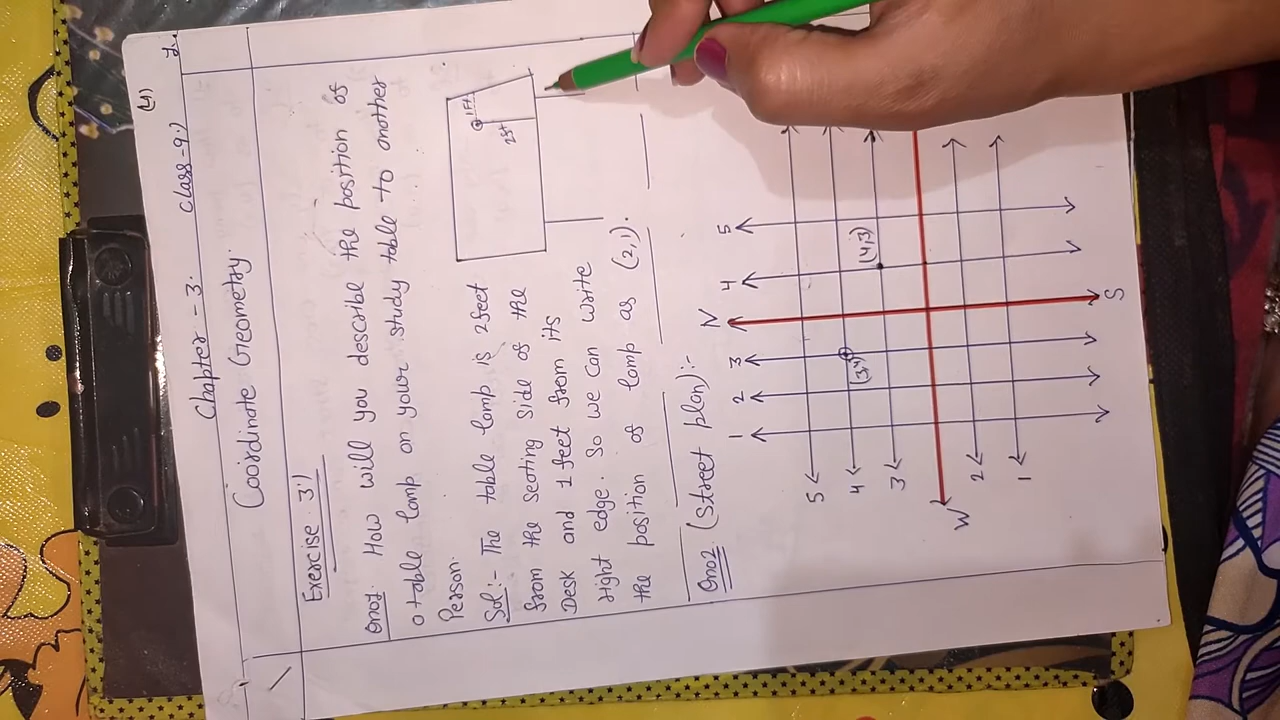 (4)
Chapter - 3. Class-9.)
Coordinate Geometry.
Exercise 3.1
Qno1. How will you describe the position of
a table lamp on your study table to another
Person.
Sol:- The table lamp is 2feet
from the seating side of the
Desk and 1 feet from its
right edge. So we can write
the position of lamp as (2,1).
1ft
2ft
Qno2. (Street plan):-
N
1 2 3 4 5
5
4
(3,4)
3
(4,3)
W
2
1
S